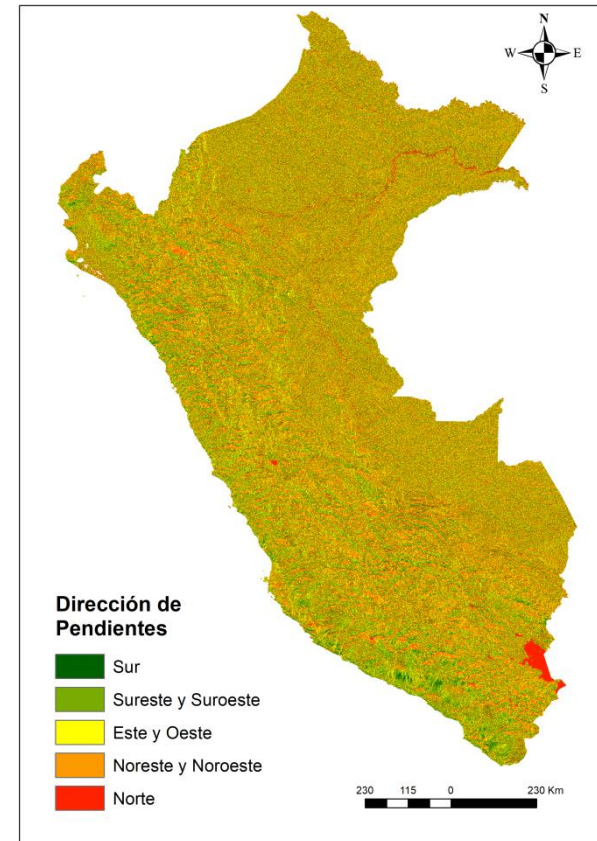 N
W E
S
Dirección de
Pendientes
Sur
Sureste y Suroeste
Este y Oeste
Noreste y Noroeste
Norte
230 115 0 230 Km